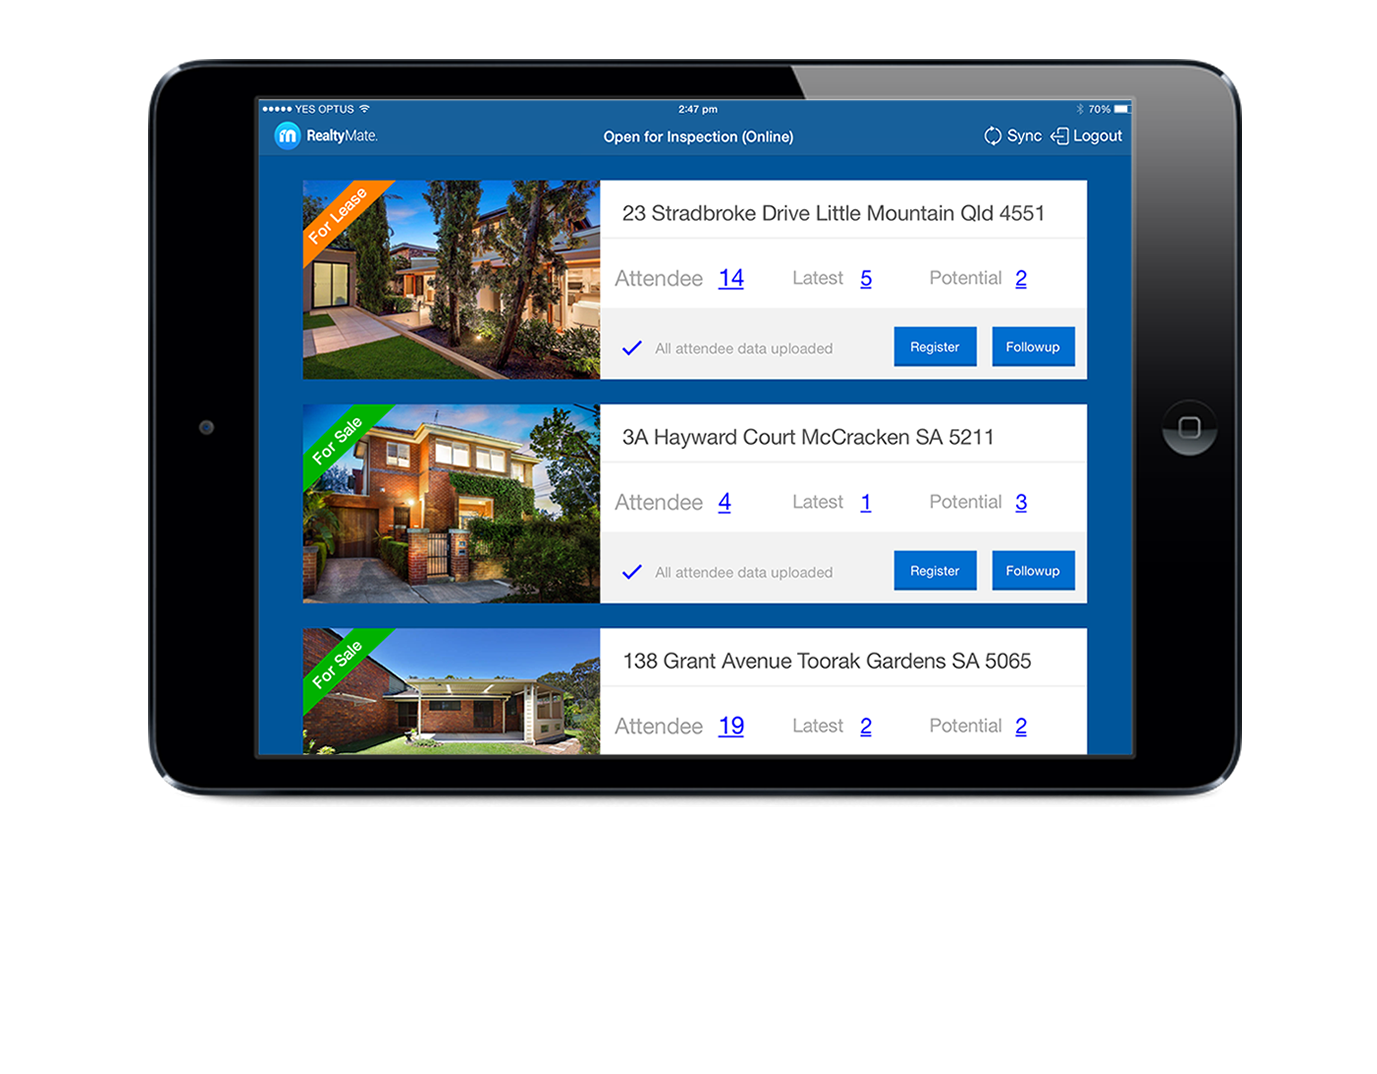 YES OPTUS 2:47 pm 70%
RealtyMate. Open for Inspection (Online) Sync Logout
For Lease
23 Stradbroke Drive Little Mountain Qld 4551
Attendee 14 Latest 5 Potential 2
All attendee data uploaded Register Followup
For Sale
3A Hayward Court McCracken SA 5211
Attendee 4 Latest 1 Potential 3
All attendee data uploaded Register Followup
For Sale
138 Grant Avenue Toorak Gardens SA 5065
Attendee 19 Latest 2 Potential 2